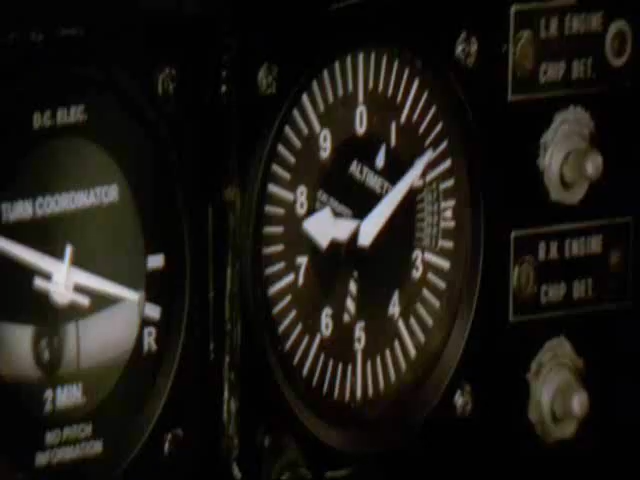 D.C. ELEC.
TURN COORDINATOR
R
2 MIN.
NO PITCH
INFORMATION
0
1
9
ALTIMETER
8
7
3
6
4
5
L.H. ENGINE
CHIP DET.
R.H. ENGINE
CHIP DET.